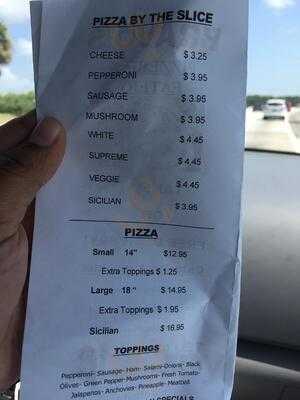 PIZZA BY THE SLICE
CHEESE $ 3.25
PEPPERONI $ 3.95
SAUSAGE $ 3.95
MUSHROOM $ 3.95
WHITE $ 4.45
SUPREME $ 4.45
VEGGIE $ 4.45
SICILIAN $ 3.95
PIZZA
Small 14" $12.95
Extra Toppings $ 1.25
Large 18 " $ 14.95
Extra Toppings $ 1.95
Sicilian $ 16.95
TOPPINGS
Pepperoni- Sausage- Ham- Salami-Onions- Black
Olives- Green Pepper-Mushrooms- Fresh Tomato-
Jalapenos- Anchovies- Pineapple- Meatball
SPECIALS